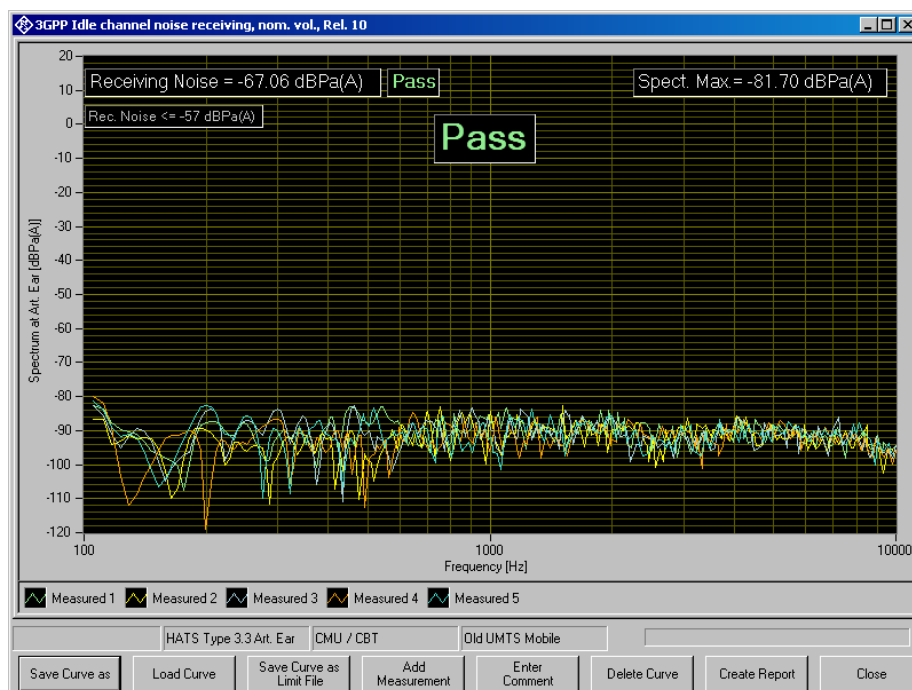 3GPP Idle channel noise receiving, nom. vol., Rel. 10
Receiving Noise = -67.06 dBPa(A)
Pass
Spect. Max.= -81.70 dBPa(A)
Rec. Noise <= -57 dBPa(A)
Pass
Spectrum at Art. Ear [dBPa(A)]
20
10
0
-10
-20
-30
-40
-50
-60
-70
-80
-90
-100
-110
-120
100
1000
10000
Frequency [Hz]
Measured 1
Measured 2
Measured 3
Measured 4
Measured 5
HATS Type 3.3 Art. Ear
CMU / CBT
Old UMTS Mobile
Save Curve as
Load Curve
Save Curve as
Limit File
Add
Measurement
Enter
Comment
Delete Curve
Create Report
Close